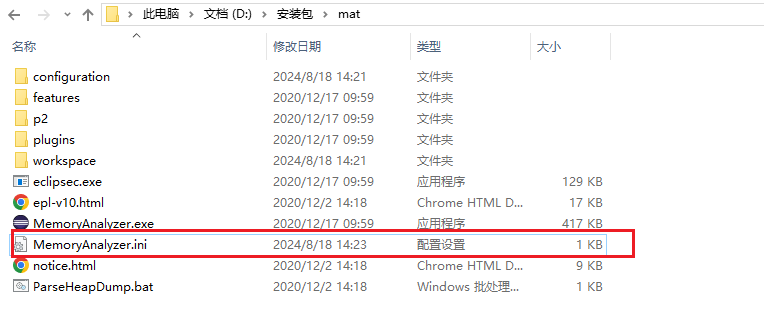 此电脑 文档 (D:) 安装包 mat
名称 修改日期 类型 大小
configuration 2024/8/18 14:21 文件夹
features 2020/12/17 09:59 文件夹
p2 2020/12/17 09:59 文件夹
plugins 2020/12/17 09:59 文件夹
workspace 2024/8/18 14:21 文件夹
eclipsec.exe 2020/12/17 09:59 应用程序 129 KB
epl-v10.html 2020/12/2 14:18 Chrome HTML D... 17 KB
MemoryAnalyzer.exe 2020/12/17 09:59 应用程序 417 KB
MemoryAnalyzer.ini 2024/8/18 14:23 配置设置 1 KB
notice.html 2020/12/2 14:18 Chrome HTML D... 9 KB
ParseHeapDump.bat 2020/12/2 14:18 Windows 批处理... 1 KB